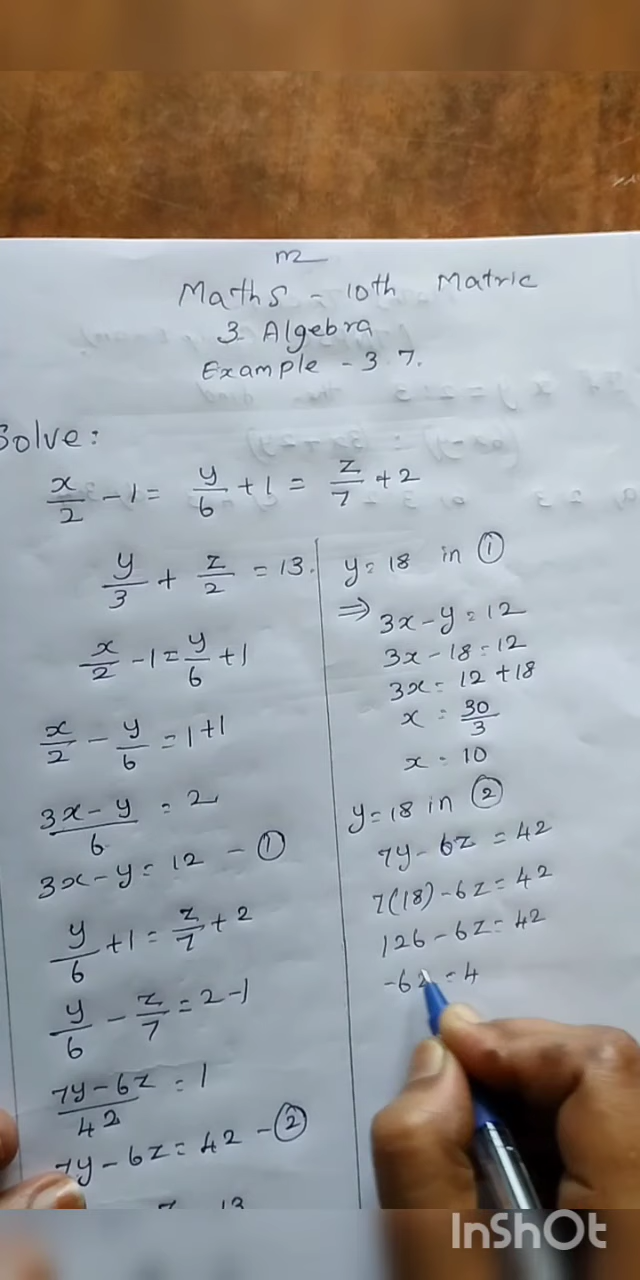 Maths - 10th Matric
3 Algebra
Example - 3 7.
Solve:
x/2 - 1 = y/6 + 1 = z/7 + 2
y/3 + z/2 = 13.
x/2 - 1 = y/6 + 1
x/2 - y/6 = 1+1
3x - y/6 = 2
3x - y = 12 - ①
y/6 + 1 = z/7 + 2
y/6 - z/7 = 2-1
7y - 6z/42 = 1
7y - 6z = 42 - ②
y = 18 in ①
⇒ 3x - y = 12
3x - 18 = 12
3x = 12 + 18
x = 30/3
x = 10
y = 18 in ②
7y - 6z = 42
7(18) - 6z = 42
126 - 6z = 42
-6z = 4
InShOt